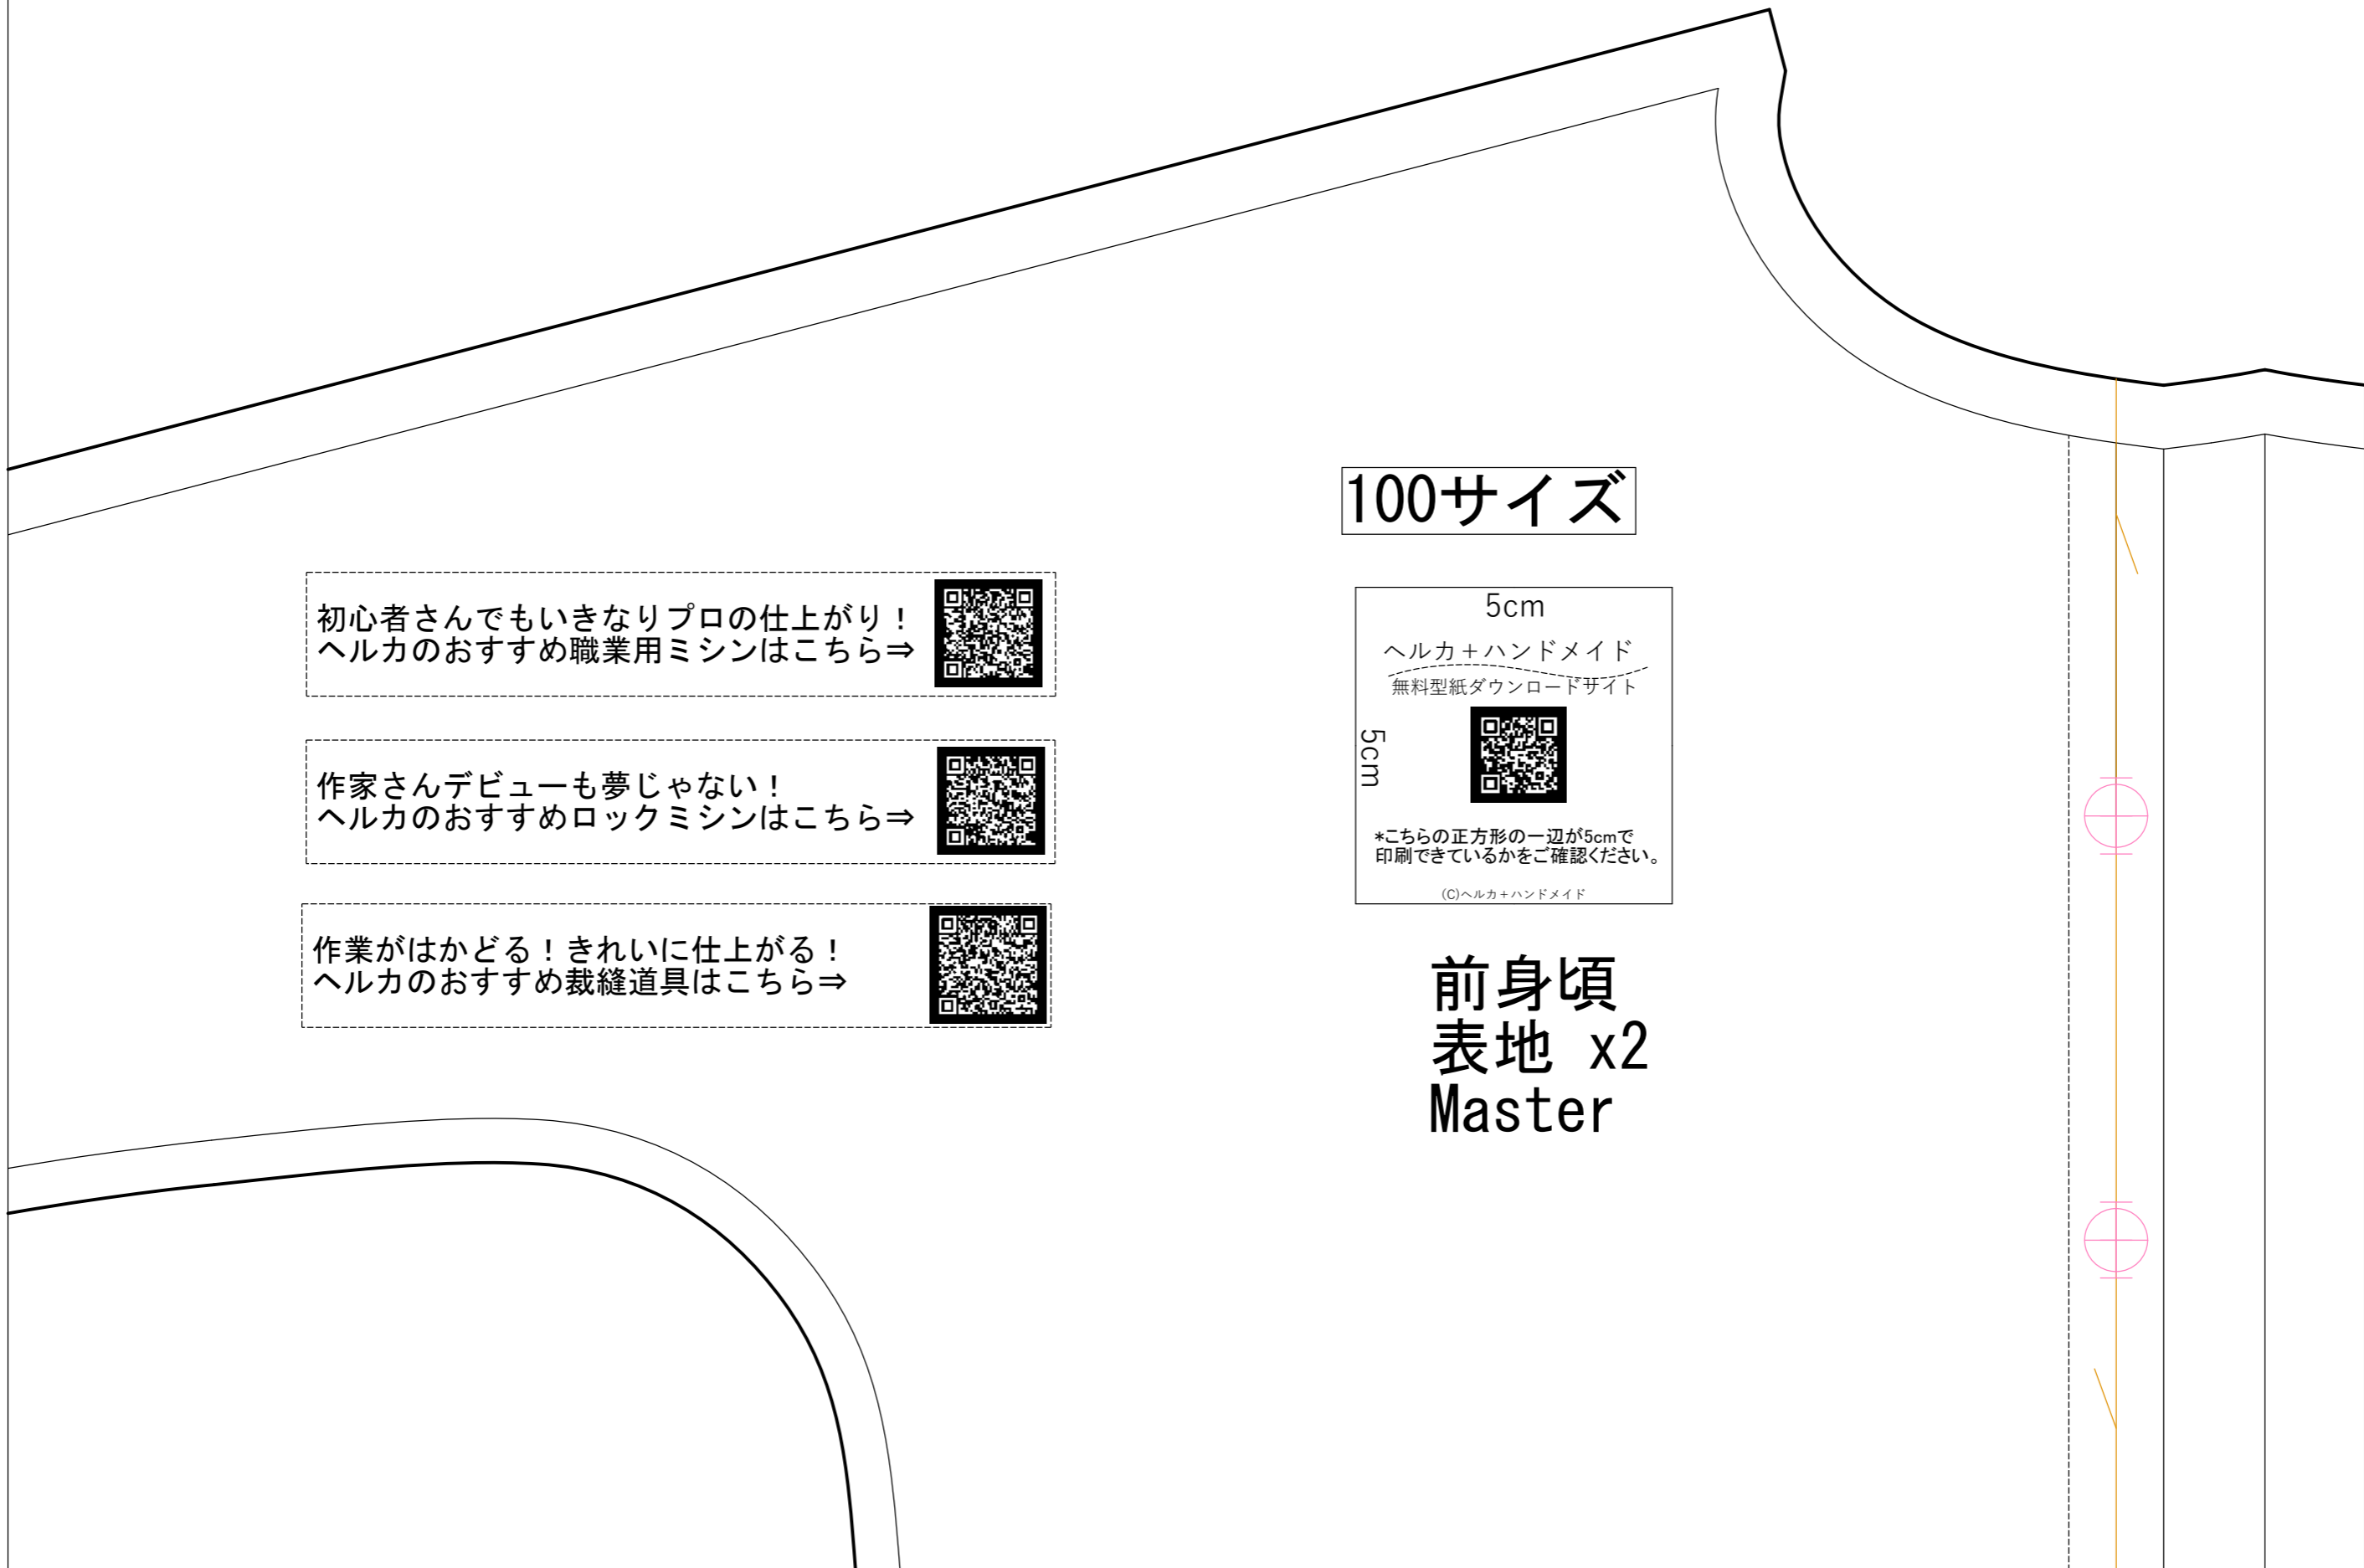 100サイズ
初心者さんでもいきなりプロの仕上がり！
ヘルカのおすすめ職業用ミシンはこちら⇒
作家さんデビューも夢じゃない！
ヘルカのおすすめロックミシンはこちら⇒
作業がはかどる！きれいに仕上がる！
ヘルカのおすすめ裁縫道具はこちら⇒
5cm
ヘルカ+ハンドメイド
無料型紙ダウンロードサイト
5cm
*こちらの正方形の一辺が5cmで
印刷できているかをご確認ください。
(C)ヘルカ+ハンドメイド
前身頃
表地 x2
Master